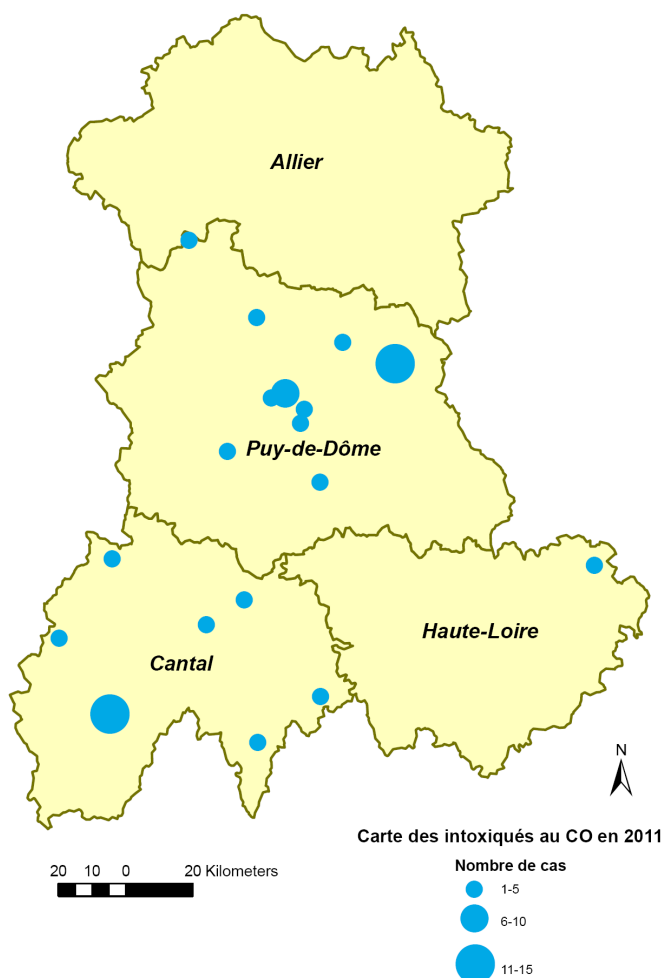 Allier
Puy-de-Dôme
Haute-Loire
Cantal
N
Carte des intoxiqués au CO en 2011
Nombre de cas
1-5
6-10
11-15
20 10 0 20 Kilometers